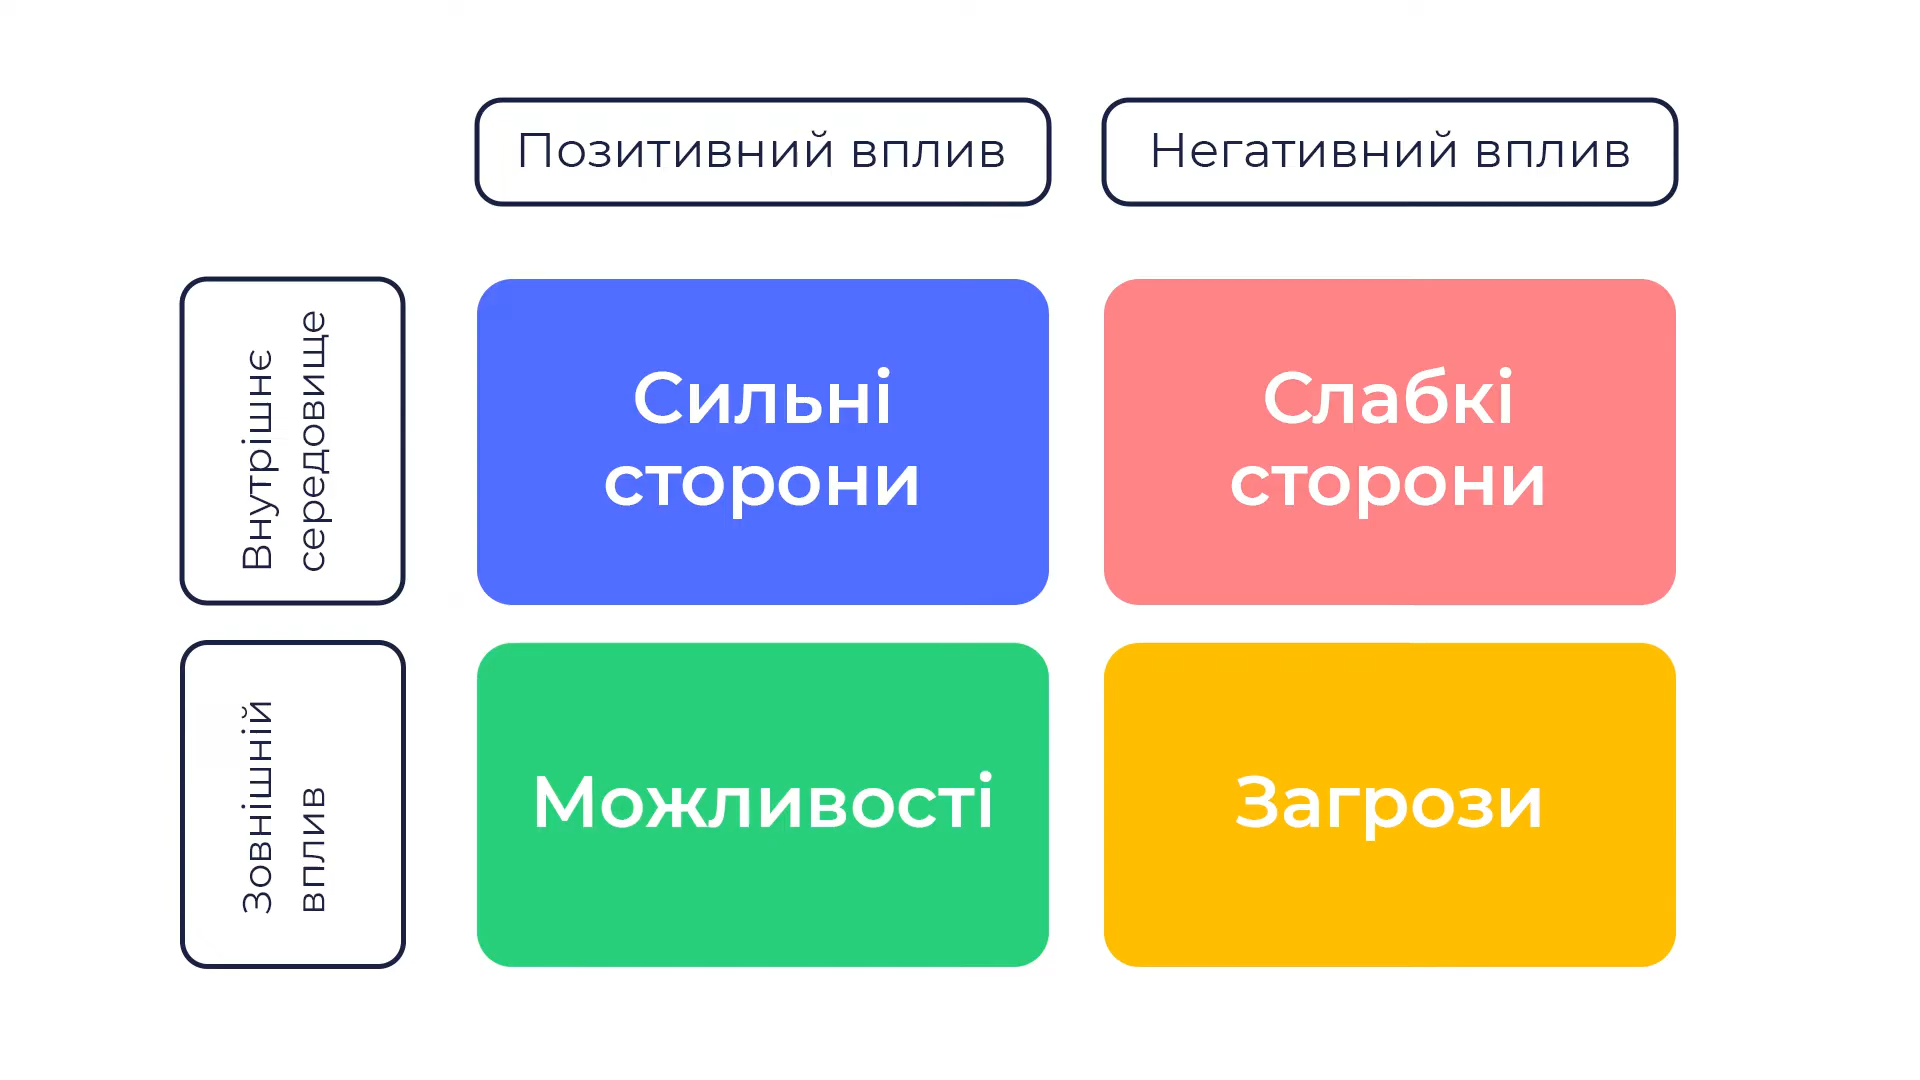 Позитивний вплив
Негативний вплив
Внутрішнє
середовище
Сильні
сторони
Слабкі
сторони
Зовнішній
вплив
Можливості
Загрози